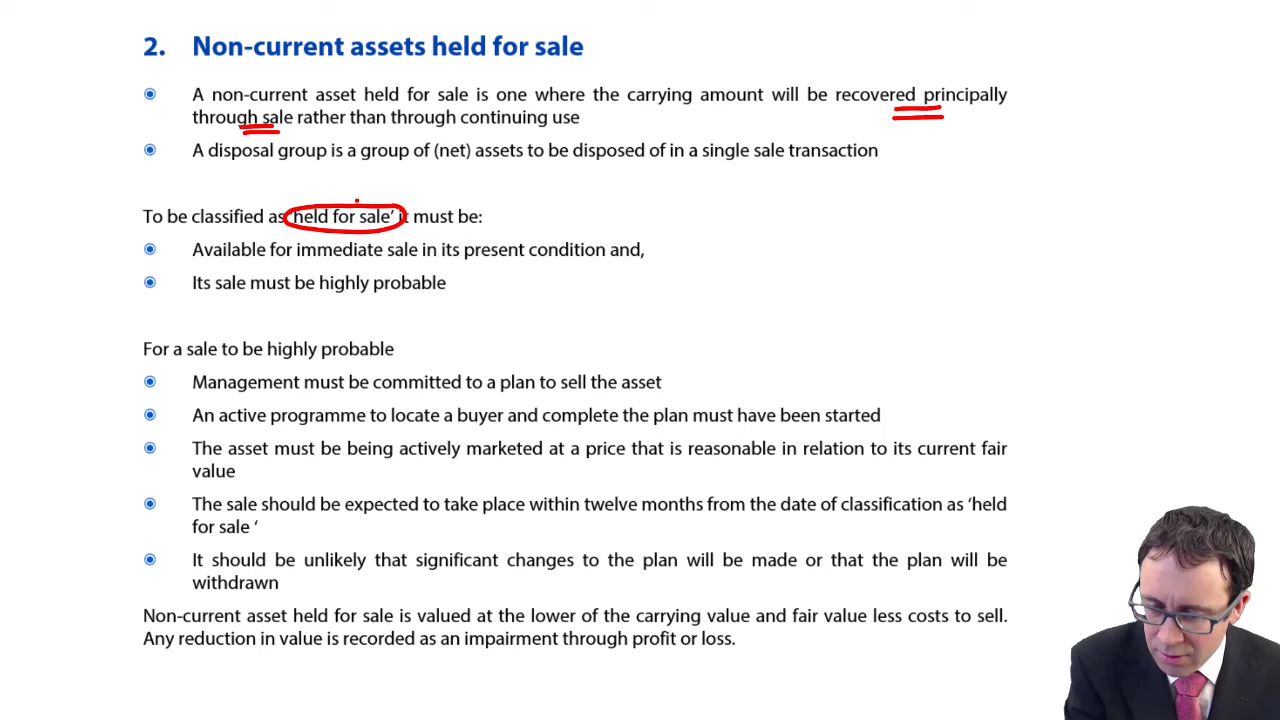 2. Non-current assets held for sale
A non-current asset held for sale is one where the carrying amount will be recovered principally
through sale rather than through continuing use
A disposal group is a group of (net) assets to be disposed of in a single sale transaction
To be classified as ‘held for sale’ it must be:
Available for immediate sale in its present condition and,
Its sale must be highly probable
For a sale to be highly probable
Management must be committed to a plan to sell the asset
An active programme to locate a buyer and complete the plan must have been started
The asset must be being actively marketed at a price that is reasonable in relation to its current fair
value
The sale should be expected to take place within twelve months from the date of classification as ‘held
for sale ‘
It should be unlikely that significant changes to the plan will be made or that the plan will be
withdrawn
Non-current asset held for sale is valued at the lower of the carrying value and fair value less costs to sell.
Any reduction in value is recorded as an impairment through profit or loss.